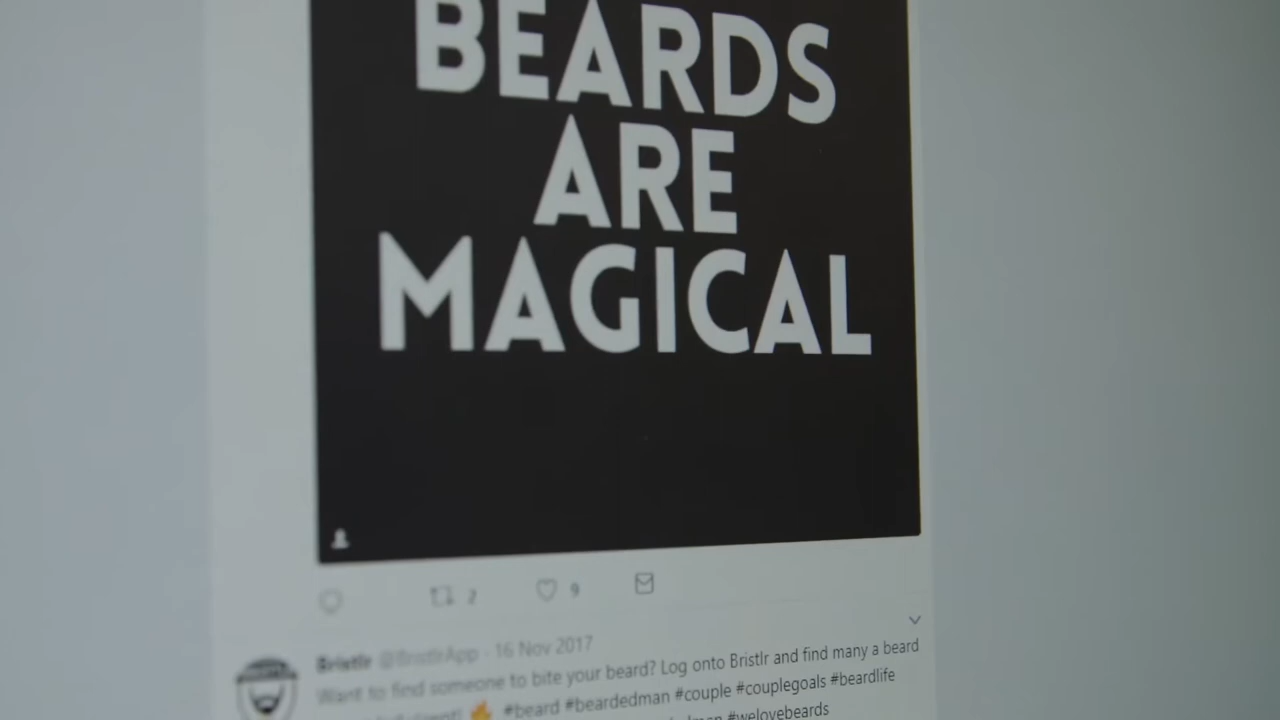 BEARDS
ARE
MAGICAL
2 9
Bristlr @BristlrApp · 16 Nov 2017
Want to find someone to bite your beard? Log onto Bristlr and find many a beard
#beard #beardedman #couple #couplegoals #beardlife
#welovebeards